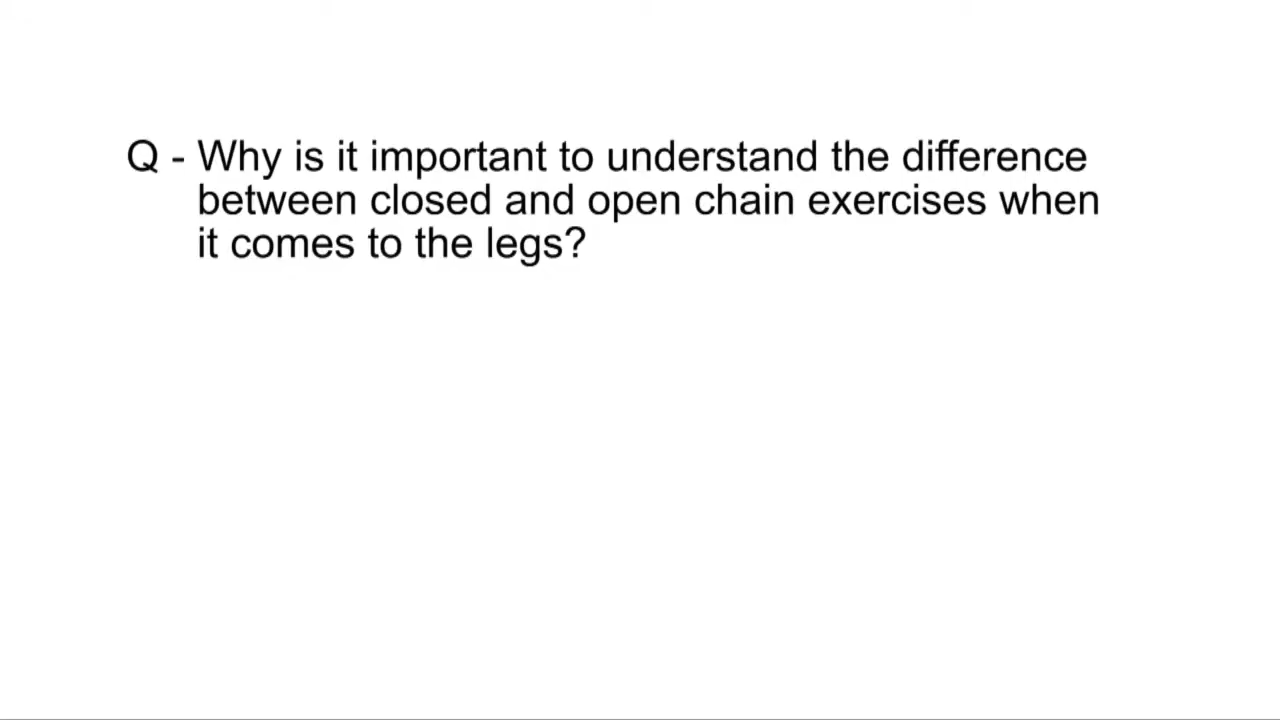 Q - Why is it important to understand the difference
between closed and open chain exercises when
it comes to the legs?